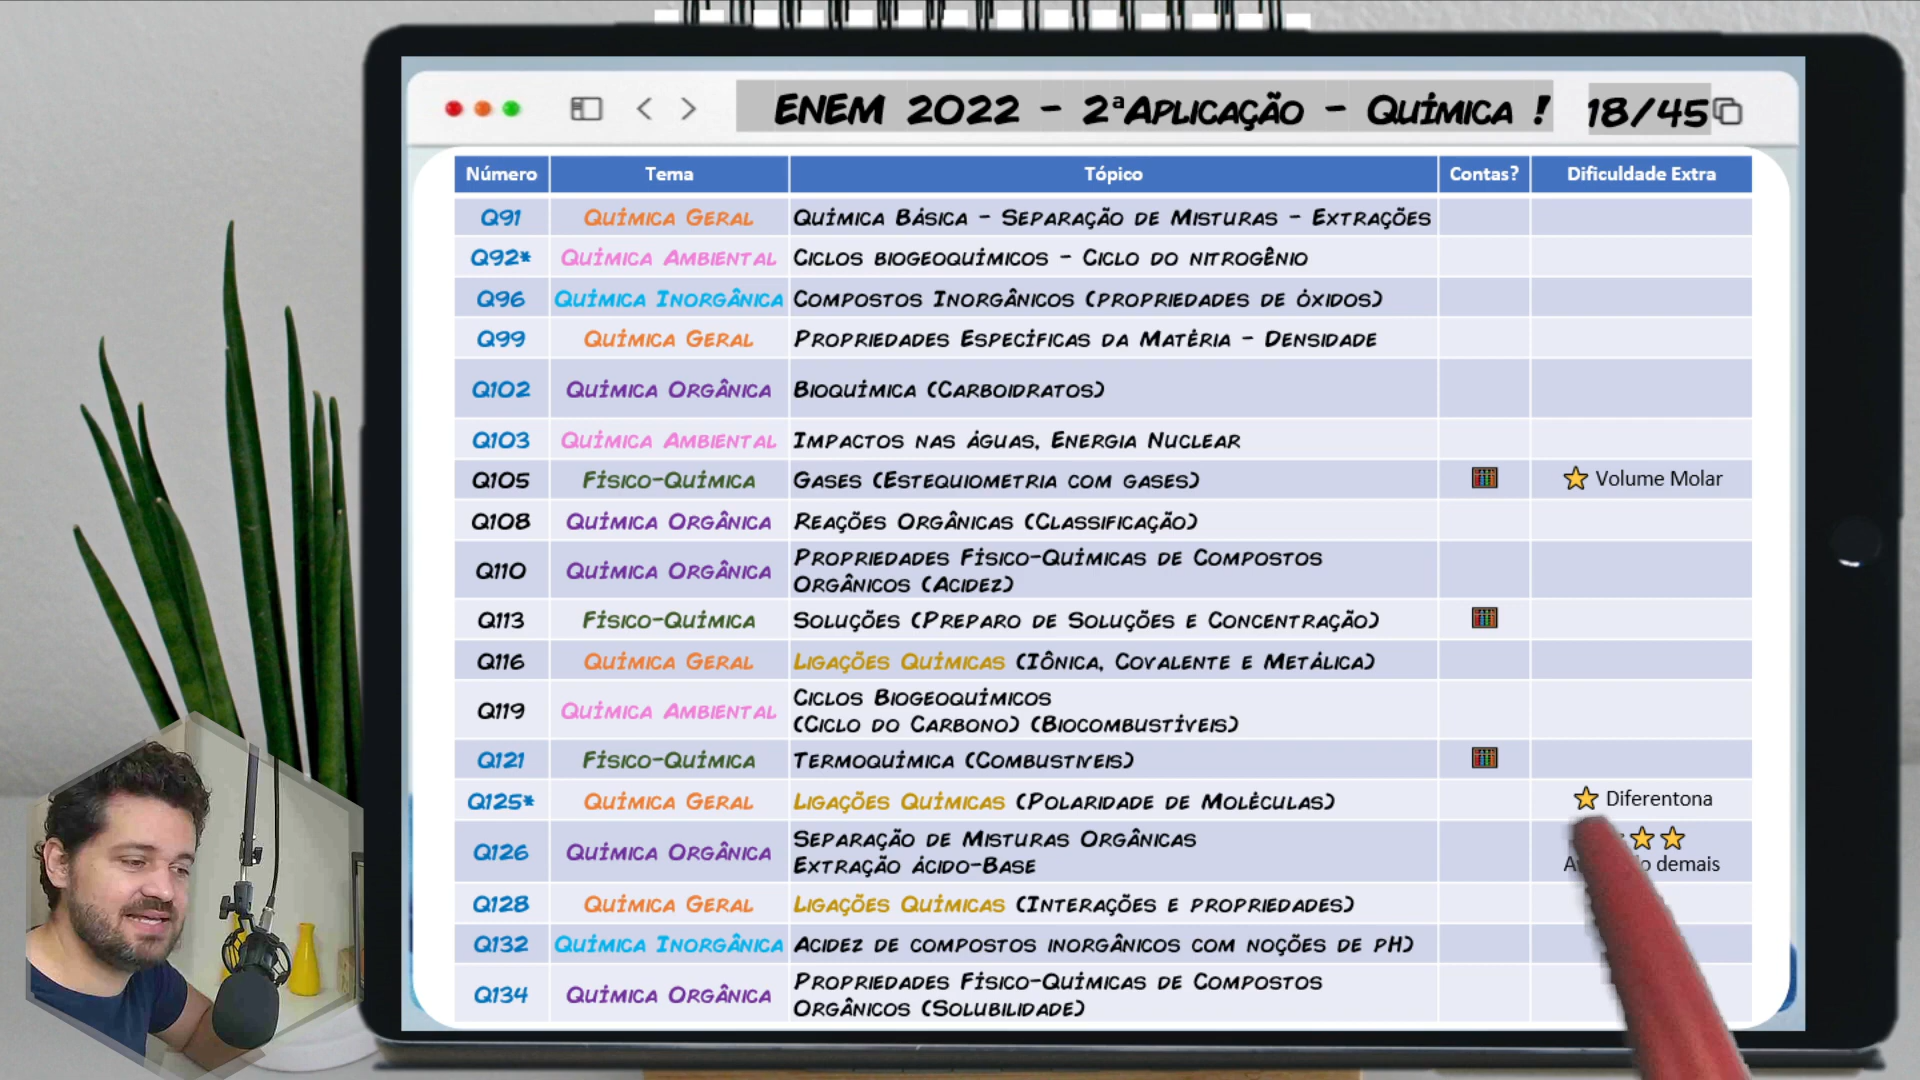 ENEM 2022 - 2ªAPLICAÇÃO - QUÍMICA !
18/45
Número Tema Tópico Contas? Dificuldade Extra
Q91 QUÍMICA GERAL QUÍMICA BÁSICA - SEPARAÇÃO DE MISTURAS - EXTRAÇÕES
Q92* QUÍMICA AMBIENTAL CICLOS BIOGEOQUÍMICOS - CICLO DO NITROGÊNIO
Q96 QUÍMICA INORGÂNICA COMPOSTOS INORGÂNICOS (PROPRIEDADES DE ÓXIDOS)
Q99 QUÍMICA GERAL PROPRIEDADES ESPECÍFICAS DA MATÉRIA - DENSIDADE
Q102 QUÍMICA ORGÂNICA BIOQUÍMICA (CARBOIDRATOS)
Q103 QUÍMICA AMBIENTAL IMPACTOS NAS ÁGUAS, ENERGIA NUCLEAR
Q105 FÍSICO-QUÍMICA GASES (ESTEQUIOMETRIA COM GASES) Volume Molar
Q108 QUÍMICA ORGÂNICA REAÇÕES ORGÂNICAS (CLASSIFICAÇÃO)
Q110 QUÍMICA ORGÂNICA PROPRIEDADES FÍSICO-QUÍMICAS DE COMPOSTOS
ORGÂNICOS (ACIDEZ)
Q113 FÍSICO-QUÍMICA SOLUÇÕES (PREPARO DE SOLUÇÕES E CONCENTRAÇÃO)
Q116 QUÍMICA GERAL LIGAÇÕES QUÍMICAS (IÔNICA, COVALENTE E METÁLICA)
Q119 QUÍMICA AMBIENTAL CICLOS BIOGEOQUÍMICOS
(CICLO DO CARBONO) (BIOCOMBUSTÍVEIS)
Q121 FÍSICO-QUÍMICA TERMOQUÍMICA (COMBUSTIVEIS)
Q125* QUÍMICA GERAL LIGAÇÕES QUÍMICAS (POLARIDADE DE MOLÉCULAS) Diferentona
Q126 QUÍMICA ORGÂNICA SEPARAÇÃO DE MISTURAS ORGÂNICAS
EXTRAÇÃO ÁCIDO-BASE demais
Q128 QUÍMICA GERAL LIGAÇÕES QUÍMICAS (INTERAÇÕES E PROPRIEDADES)
Q132 QUÍMICA INORGÂNICA ACIDEZ DE COMPOSTOS INORGÂNICOS COM NOÇÕES DE PH)
Q134 QUÍMICA ORGÂNICA PROPRIEDADES FÍSICO-QUÍMICAS DE COMPOSTOS
ORGÂNICOS (SOLUBILIDADE)